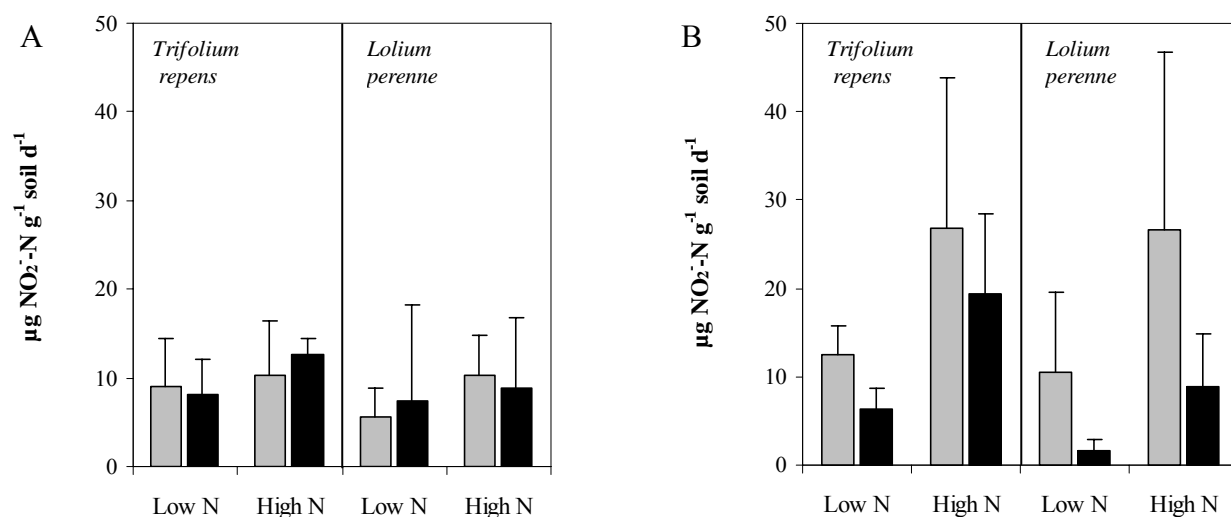 A
µg NO₂⁻-N g⁻¹ soil d⁻¹
50
40
30
20
10
0
Trifolium
repens
Lolium
perenne
Low N
High N
Low N
High N
B
µg NO₂⁻-N g⁻¹ soil d⁻¹
50
40
30
20
10
0
Trifolium
repens
Lolium
perenne
Low N
High N
Low N
High N